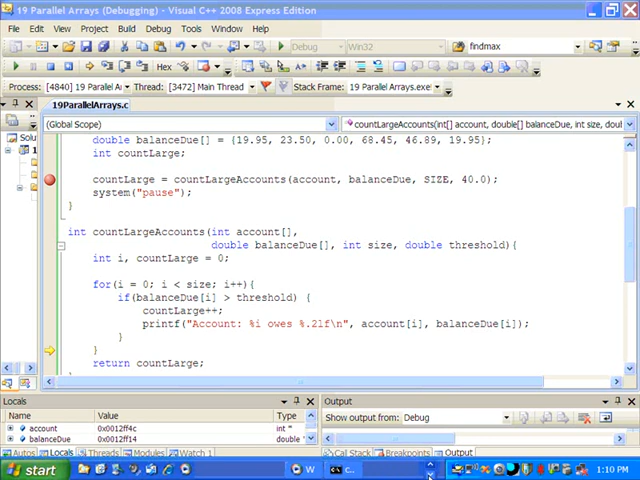 19 Parallel Arrays (Debugging) - Visual C++ 2008 Express Edition
File Edit View Project Build Debug Tools Window Help
Debug Win32 findmax
Hex
Process: [4840] 19 Parallel Arr Thread: [3472] Main Thread Stack Frame: 19 Parallel Arrays.exe
19ParallelArrays.c
Solu
(Global Scope) countLargeAccounts(int[] account, double[] balanceDue, int size, doul
double balanceDue[] = {19.95, 23.50, 0.00, 68.45, 46.89, 19.95};
int countLarge;
countLarge = countLargeAccounts(account, balanceDue, SIZE, 40.0);
system("pause");
}
int countLargeAccounts(int account[],
double balanceDue[], int size, double threshold){
int i, countLarge = 0;
for(i = 0; i < size; i++){
if(balanceDue[i] > threshold) {
countLarge++;
printf("Account: %i owes %.2lf\n", account[i], balanceDue[i]);
}
}
return countLarge;
Locals
Name Value Type
account 0x0012ff4c int *
balanceDue 0x0012ff14 double
Autos Locals Threads Modules Watch 1
Output
Show output from: Debug
Call Stack Breakpoints Output
start W c... 1:10 PM